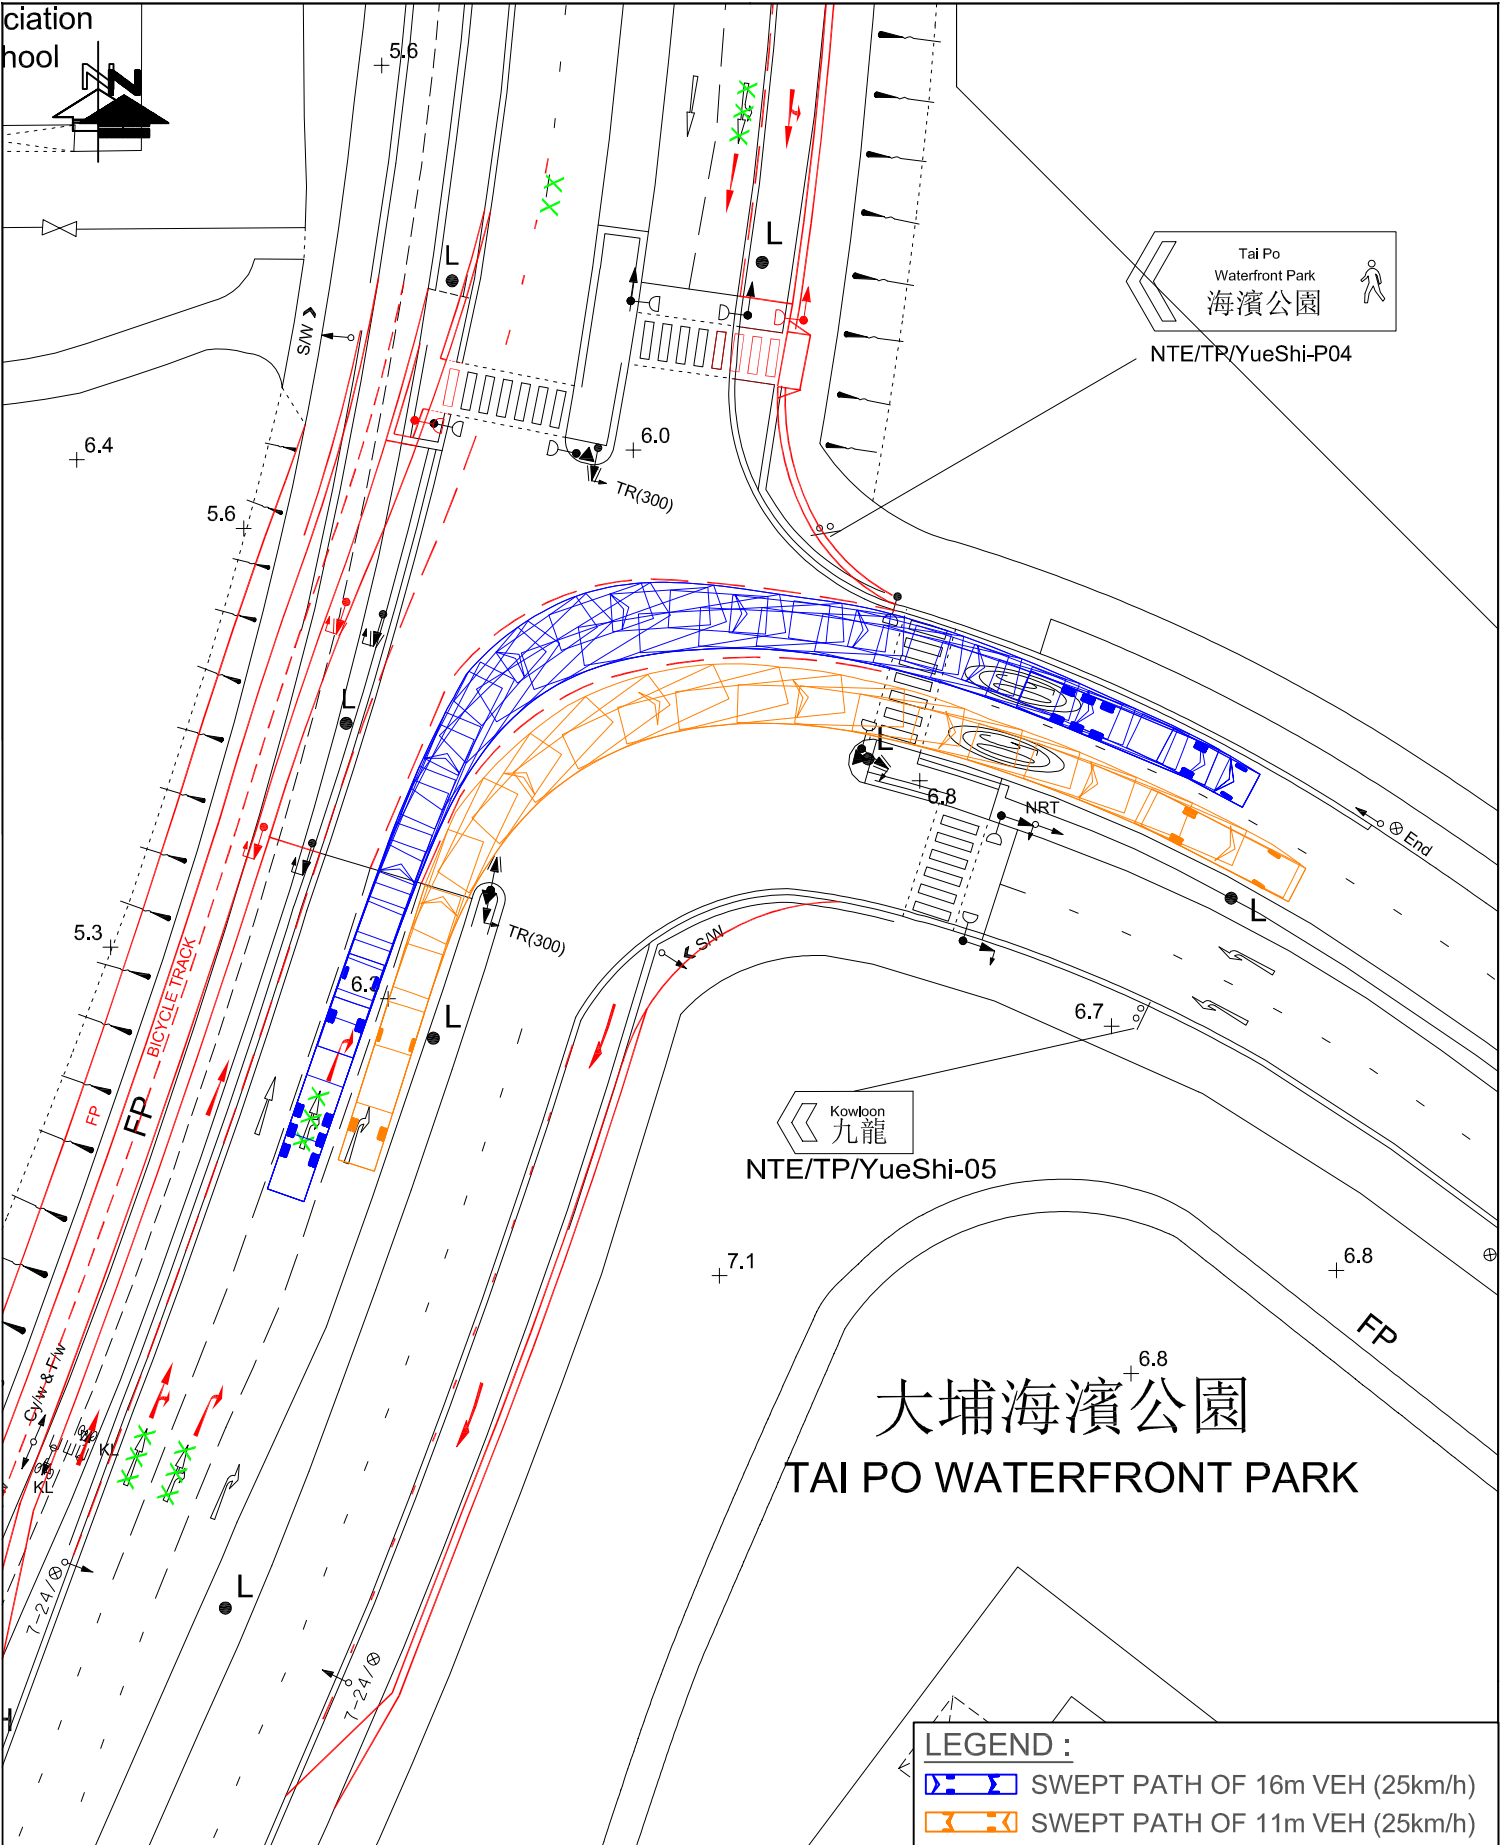 ciation
hool
N
5.6
L
L
Tai Po
Waterfront Park
海濱公園
NTE/TP/YueShi-P04
S/W
6.4
6.0
TR(300)
5.6
L
L
6.8
NRT
End
L
TR(300)
S/W
5.3
BICYCLE TRACK
6.3
L
6.7
FP
FP
Kowloon
九龍
NTE/TP/YueShi-05
7.1
6.8
FP
6.8
Cy/w & F/w
KL
KL
大埔海濱公園
TAI PO WATERFRONT PARK
7-24/
L
7-24/
H
LEGEND :
SWEPT PATH OF 16m VEH (25km/h)
SWEPT PATH OF 11m VEH (25km/h)